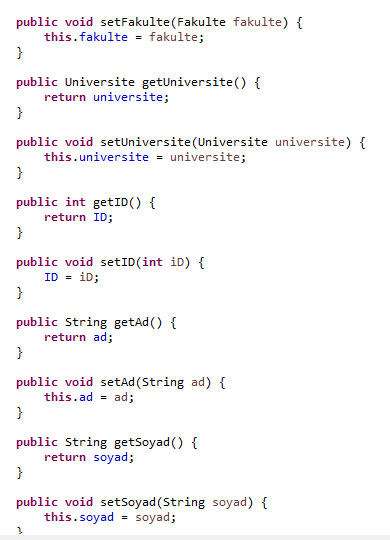 public void setFakulte(Fakulte fakulte) {
this.fakulte = fakulte;
}
public Universite getUniversite() {
return universite;
}
public void setUniversite(Universite universite) {
this.universite = universite;
}
public int getID() {
return ID;
}
public void setID(int iD) {
ID = iD;
}
public String getAd() {
return ad;
}
public void setAd(String ad) {
this.ad = ad;
}
public String getSoyad() {
return soyad;
}
public void setSoyad(String soyad) {
this.soyad = soyad;
}